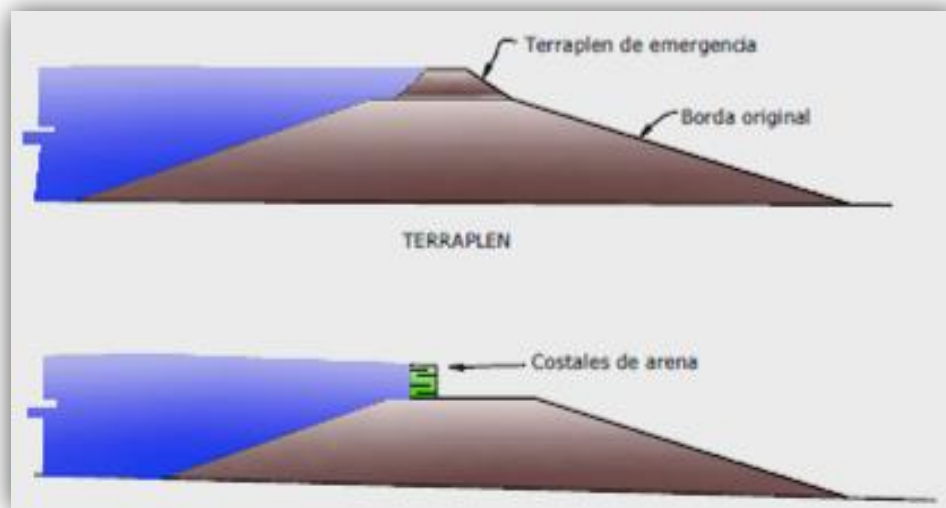 Terraplen de emergencia
Borda original
TERRAPLEN
Costales de arena